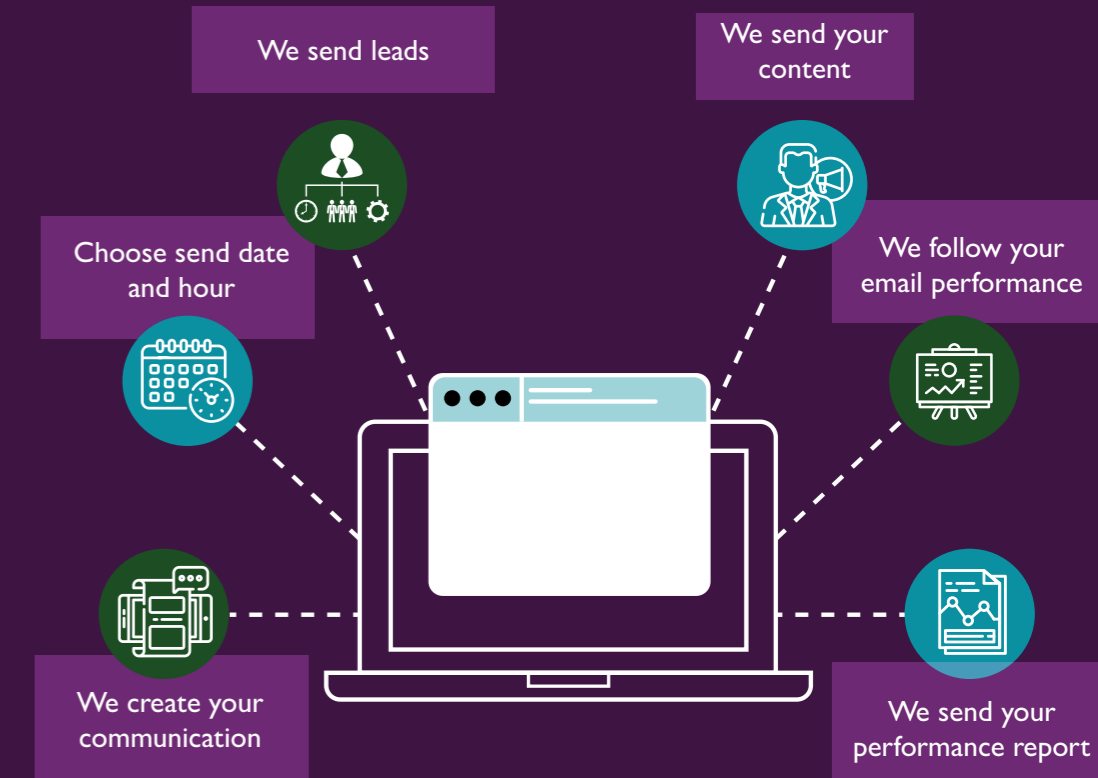 We send leads
We send your
content
Choose send date
and hour
We follow your
email performance
We create your
communication
We send your
performance report